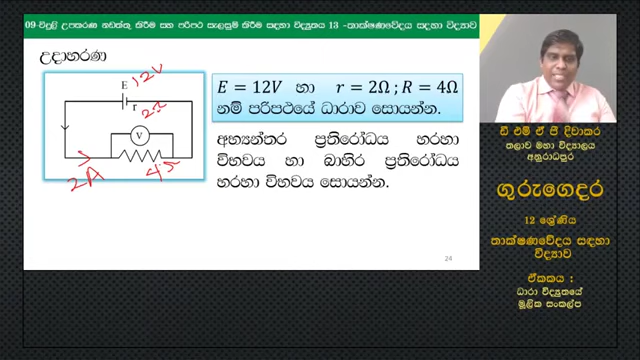 09-විදුලි උපකරණ නඩත්තු කිරීම සහ පරිපථ සැලසුම් කිරීම සඳහා විද්‍යුතය 13 -තාක්ෂණවේදය සඳහා විද්‍යාව
උදාහරණ
E
12V
r
2Ω
V
2A
4Ω
E = 12V හා r = 2Ω ; R = 4Ω
නම් පරිපථයේ ධාරාව සොයන්න.
අභ්‍යන්තර ප්‍රතිරෝධය හරහා
විභවය හා බාහිර ප්‍රතිරෝධය
හරහා විභවය සොයන්න.
24
ඩී එම් ඒ ජී දිවාකර
තලාව මහා විද්‍යාලය
අනුරාධපුර
ගුරුගෙදර
12 ශ්‍රේණිය
තාක්ෂණවේදය සඳහා
විද්‍යාව
ඒකකය :
ධාරා විද්‍යුතයේ
මූලික සංකල්ප